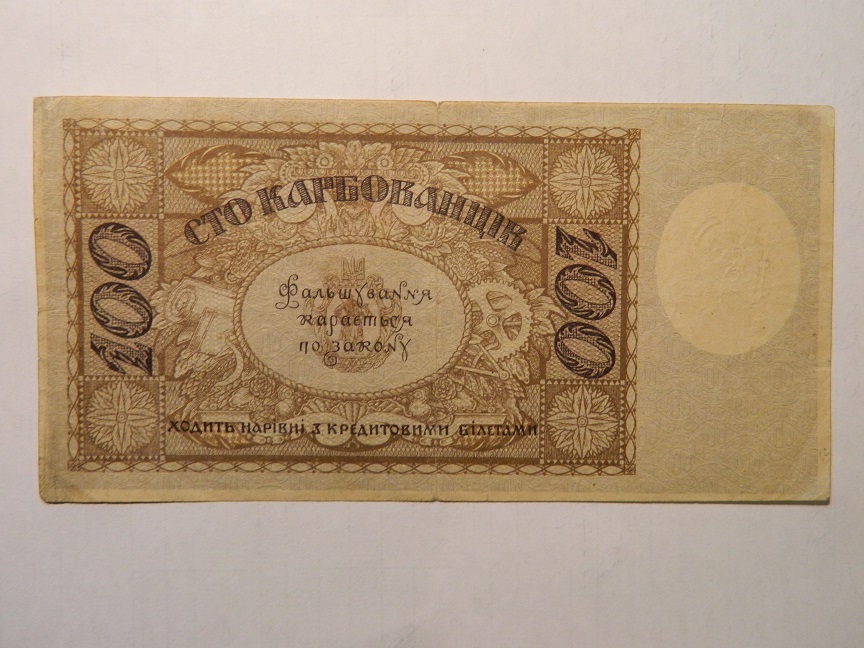 СТО КАРБОВАНЦІВ
100
100
Фальшування
карається
по закону
ХОДИТЬ НАРІВНІ З КРЕДИТОВИМИ БІЛЕТАМИ